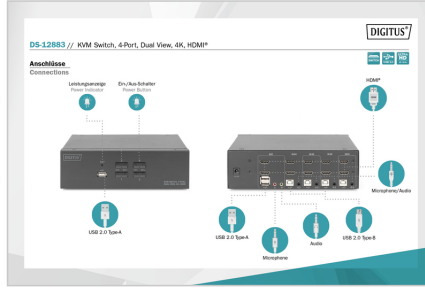 DIGITUS®
DS-12883 // KVM Switch, 4-Port, Dual View, 4K, HDMI®
Anschlüsse
Connections
Leistungsanzeige
Power Indicator
Ein-/Aus-Schalter
Power Button
HDMI®
DIGITUS
Microphone/Audio
USB 2.0 Type-A
USB 2.0 Type-A
Microphone
Audio
USB 2.0 Type-B